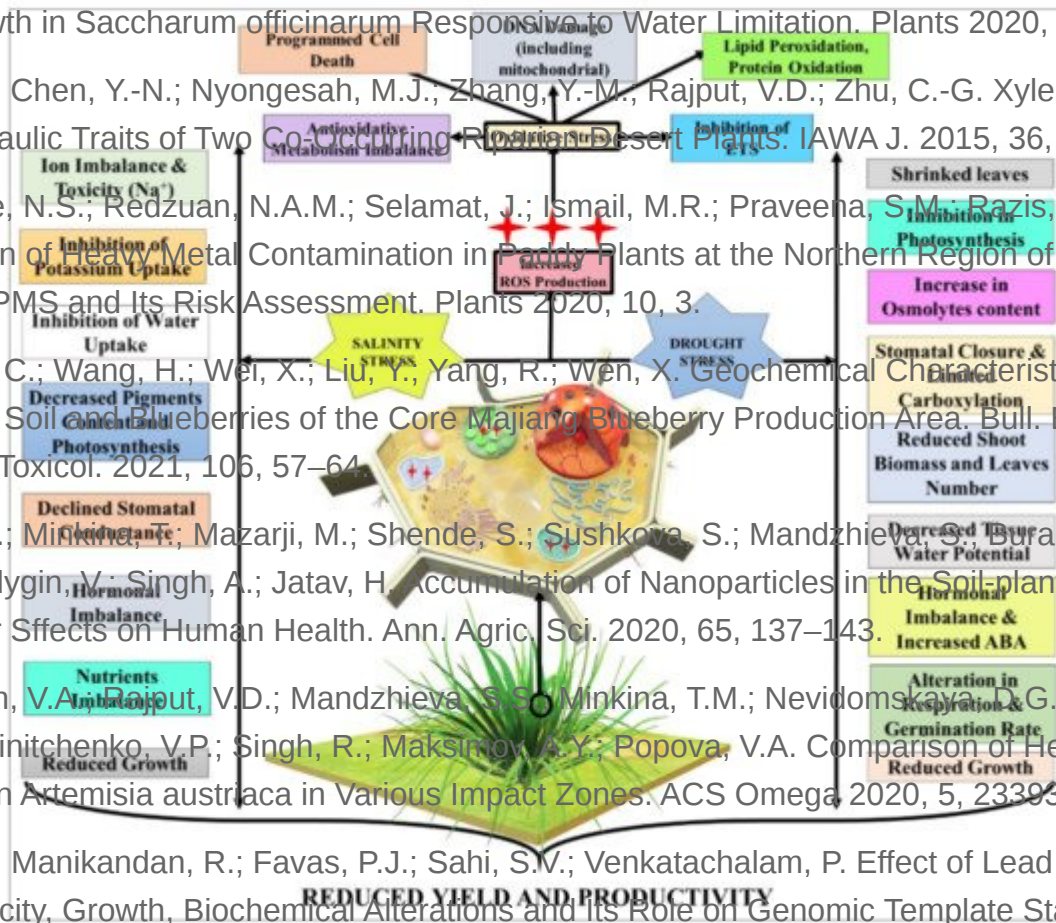 wth in Saccharum officinarum Responsive to Water Limitation. Plants 2020,
Chen, Y.-N.; Nyongesah, M.J.; Zhang, Y.-M.; Rajput, V.D.; Zhu, C.-G. Xyle
aulic Traits of Two Co-Occurring Riparian Desert Plants. IAWA J. 2015, 36,
e, N.S.; Redzuan, N.A.M.; Selamat, J.; Ismail, M.R.; Praveena, S.M.; Razis,
n of Heavy Metal Contamination in Paddy Plants at the Northern Region of
PMS and Its Risk Assessment. Plants 2020, 10, 3.
C.; Wang, H.; Wei, X.; Liu, Y.; Yang, R.; Wen, X. Geochemical Characterist
Soil and Blueberries of the Core Majiang Blueberry Production Area. Bull.
Toxicol. 2021, 106, 57–64.
.; Minkina, T.; Mazarji, M.; Shende, S.; Sushkova, S.; Mandzhieva, S.; Bura
lygin, V.; Singh, A.; Jatav, H. Accumulation of Nanoparticles in the Soil-plan
r Sffects on Human Health. Ann. Agric. Sci. 2020, 65, 137–143.
n, V.A.; Rajput, V.D.; Mandzhieva, S.S.; Minkina, T.M.; Nevidomskaya, D.G.
initchenko, V.P.; Singh, R.; Maksimov, A.Y.; Popova, V.A. Comparison of He
n Artemisia austriaca in Various Impact Zones. ACS Omega 2020, 5, 23393
Manikandan, R.; Favas, P.J.; Sahi, S.V.; Venkatachalam, P. Effect of Lead
city, Growth, Biochemical Alterations and Its Role on Genomic Template St
Programmed Cell
Death
DNA Damage
(including
mitochondrial)
Lipid Peroxidation,
Protein Oxidation
Antioxidative
Metabolism Imbalance
Oxidative Stress
Inhibition of
ETS
Increased
ROS Production
SALINITY
STRESS
DROUGHT
STRESS
Ion Imbalance &
Toxicity (Na⁺)
Inhibition of
Potassium Uptake
Inhibition of Water
Uptake
Decreased Pigments
Content and
Photosynthesis
Declined Stomatal
Conductance
Hormonal
Imbalance
Nutrients
Imbalance
Reduced Growth
Shrinked leaves
Inhibition in
Photosynthesis
Increase in
Osmolytes content
Stomatal Closure &
Limited
Carboxylation
Reduced Shoot
Biomass and Leaves
Number
Decreased Tissue
Water Potential
Hormonal
Imbalance &
Increased ABA
Alteration in
Respiration &
Germination Rate
Reduced Growth
REDUCED YIELD AND PRODUCTIVITY